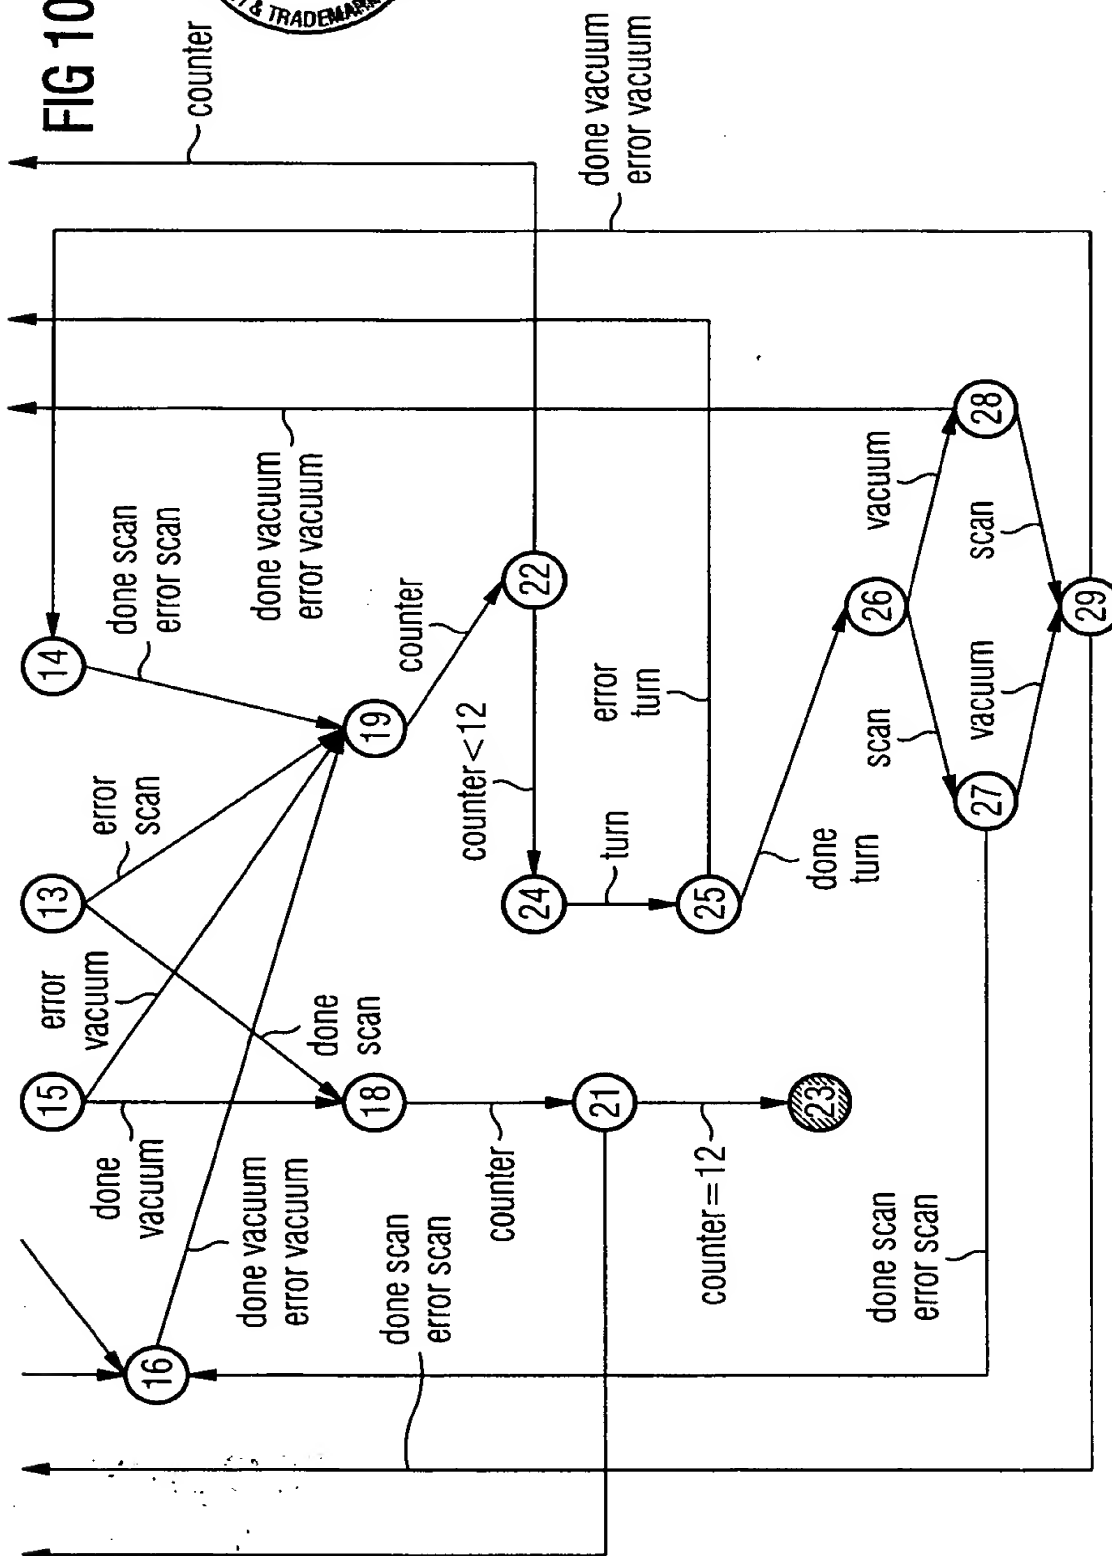 FIG 10
& TRADEMARK
counter
15
13
14
error
vacuum
error
scan
done scan
error scan
done
vacuum
16
done vacuum
error vacuum
done vacuum
error vacuum
done
scan
18
19
done scan
error scan
counter
counter
counter<12
22
24
21
turn
error
turn
done vacuum
error vacuum
25
counter=12
23
done
turn
26
done scan
error scan
scan
vacuum
27
28
vacuum
scan
29